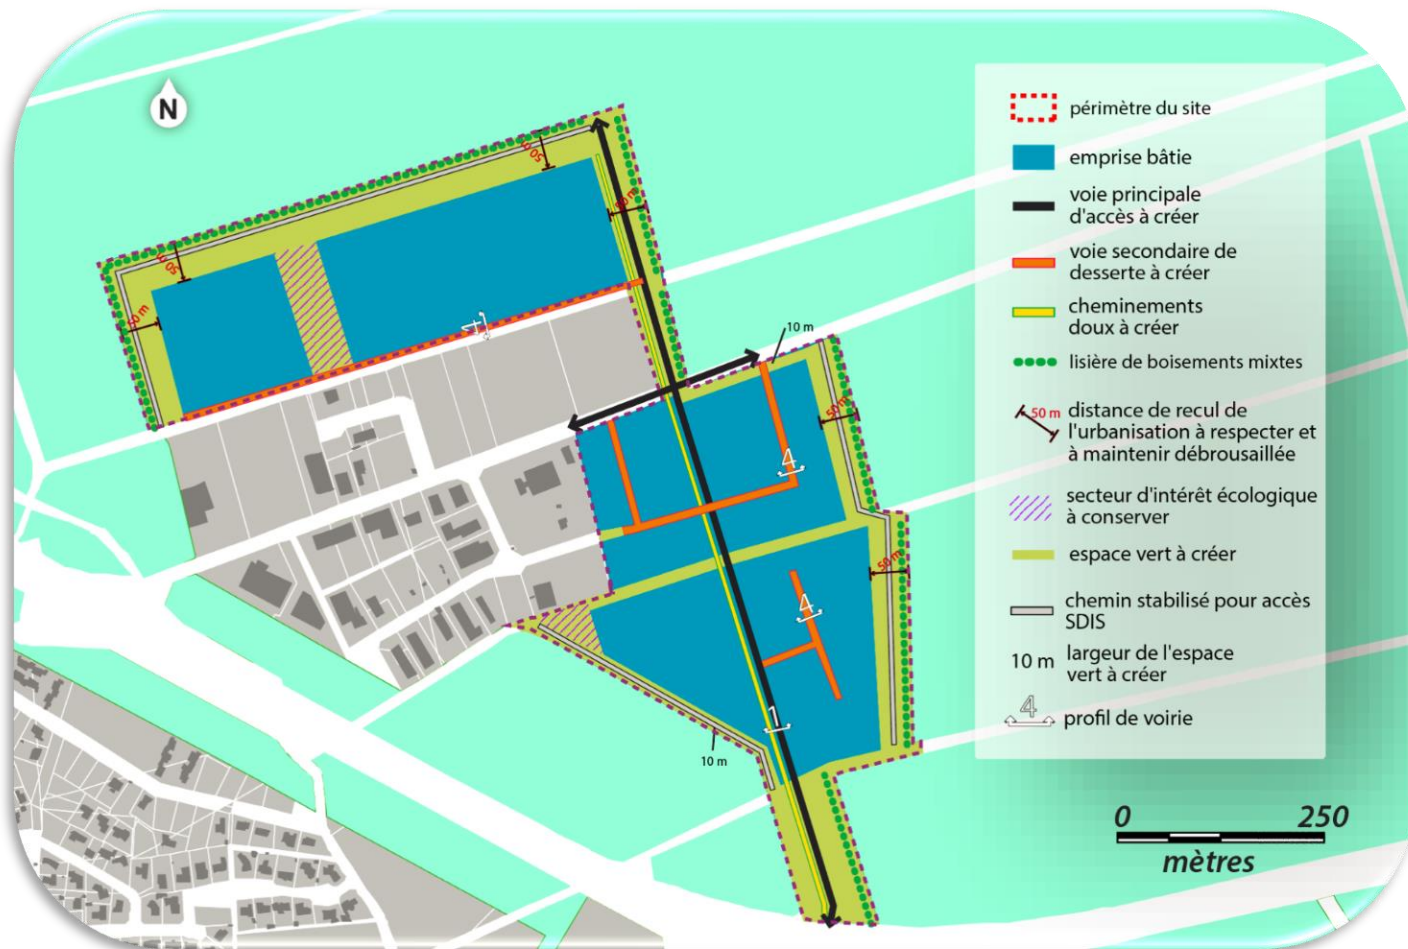 N
périmètre du site
emprise bâtie
voie principale
d'accès à créer
voie secondaire de
desserte à créer
cheminements
doux à créer
lisière de boisements mixtes
50 m
distance de recul de
l'urbanisation à respecter et
à maintenir débroussaillée
secteur d'intérêt écologique
à conserver
espace vert à créer
chemin stabilisé pour accès
SDIS
10 m
largeur de l'espace
vert à créer
4
profil de voirie
50 m
50 m
50 m
50 m
4
10 m
50 m
4
50 m
4
1
10 m
0
250
mètres